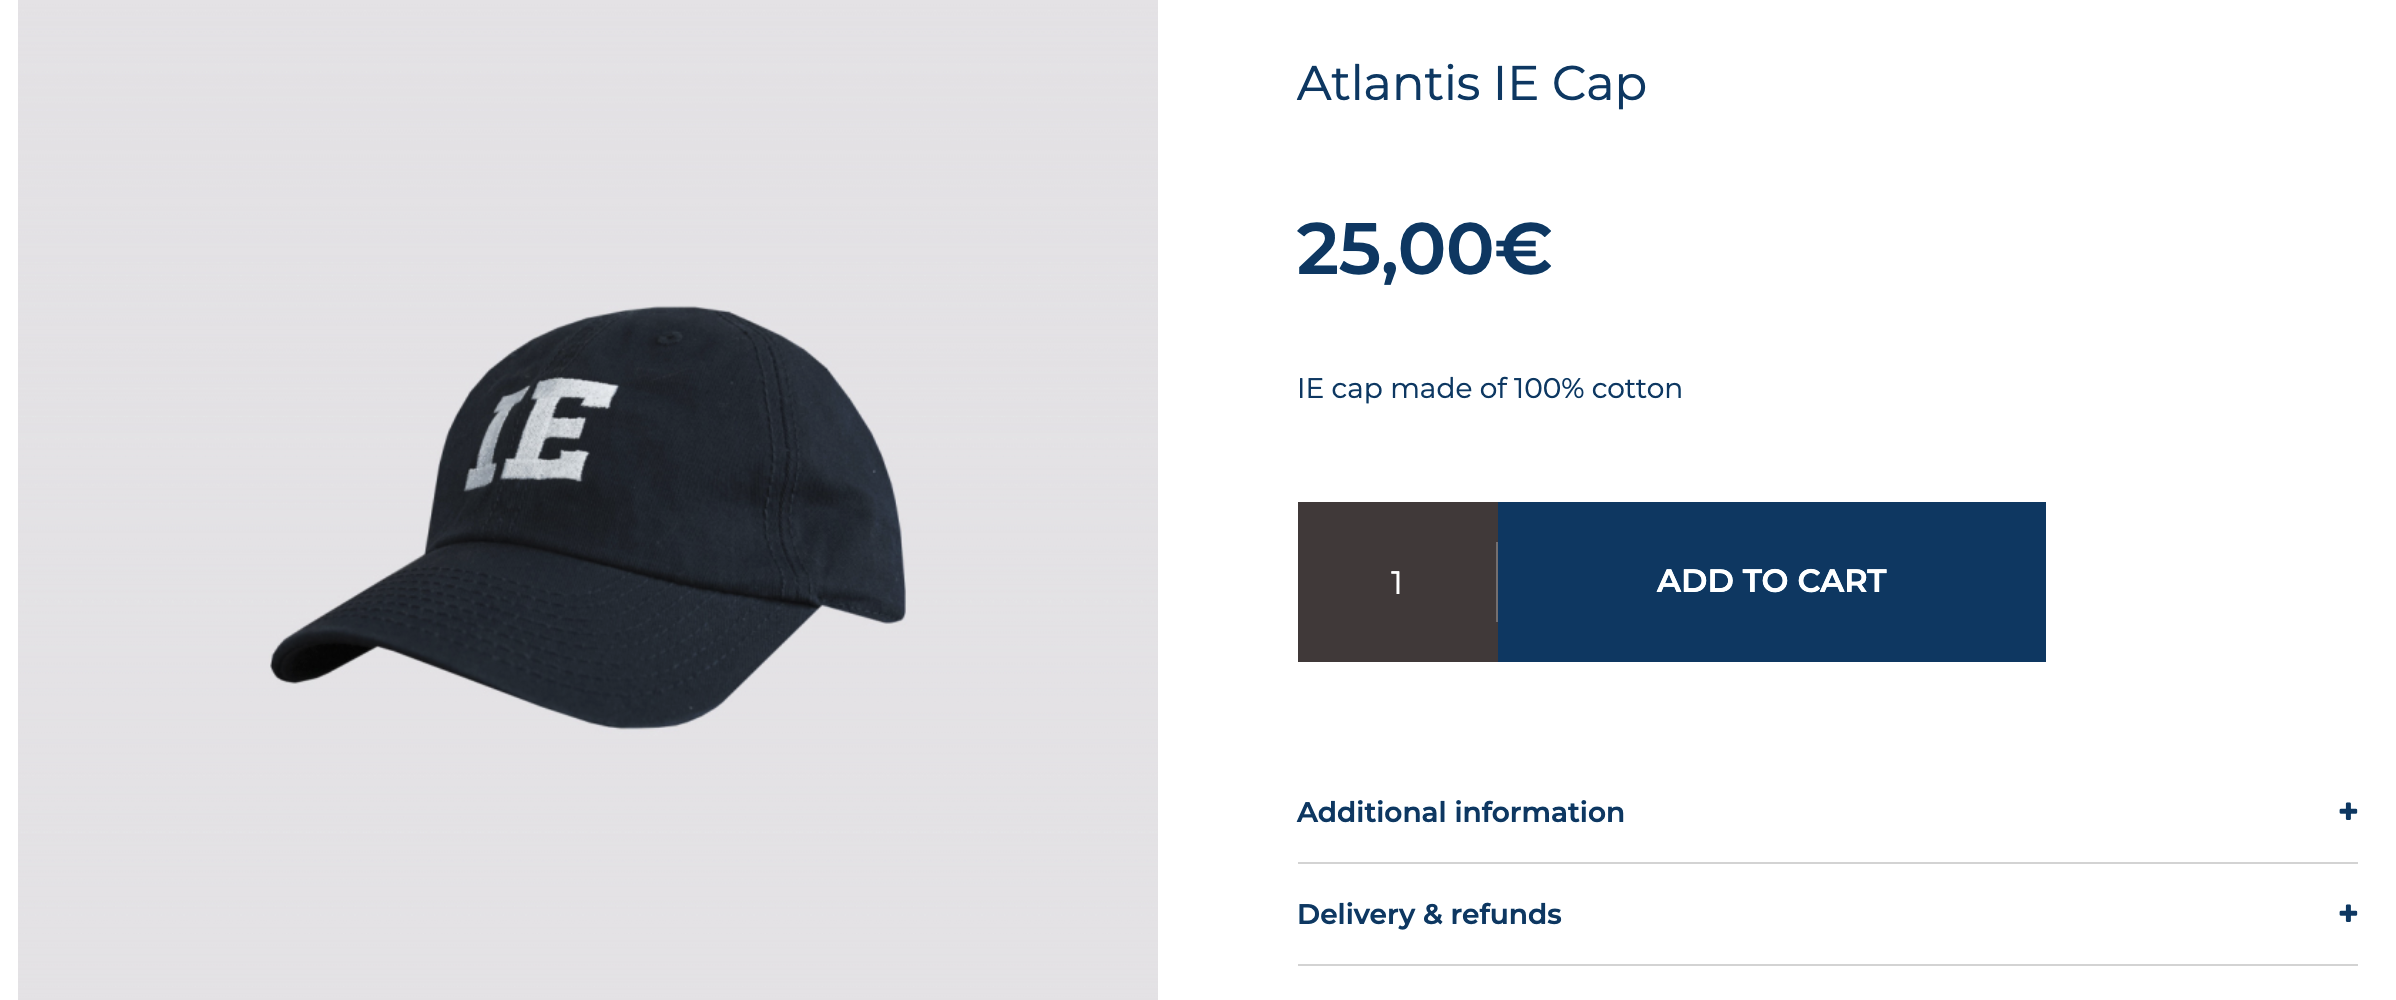 IE
Atlantis IE Cap
25,00€
IE cap made of 100% cotton
1
ADD TO CART
Additional information +
Delivery & refunds +